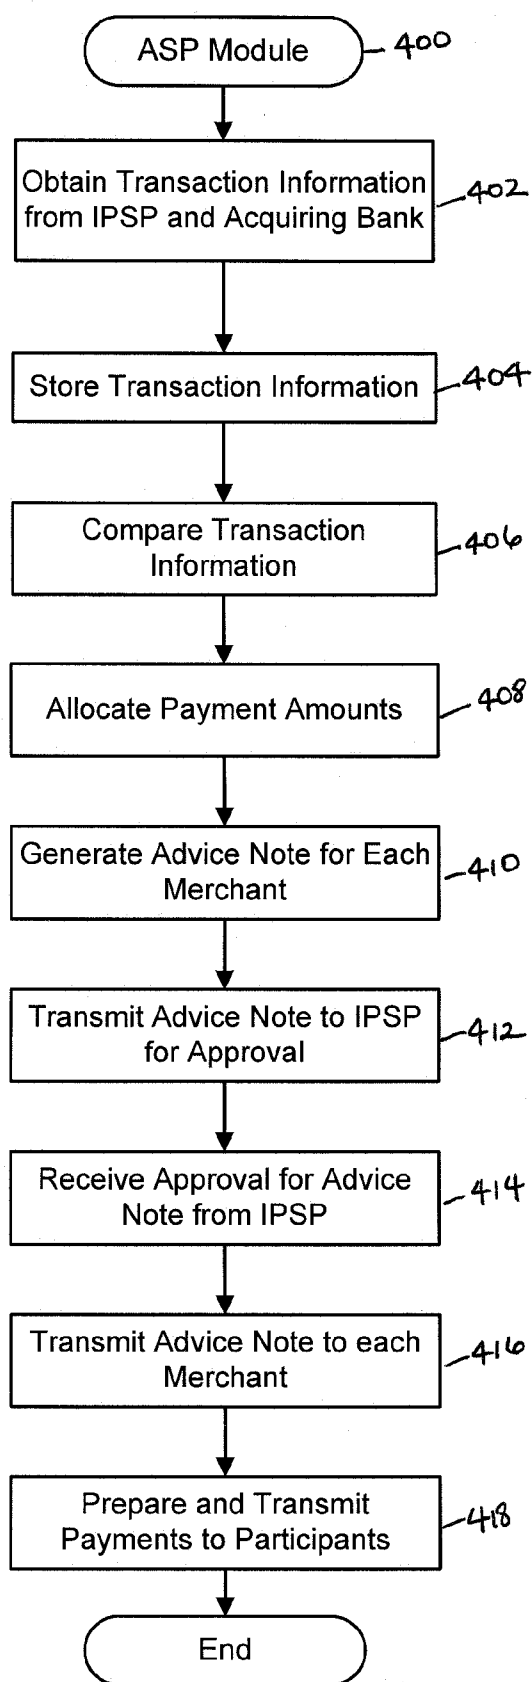 ASP Module
400
Obtain Transaction Information
from IPSP and Acquiring Bank
402
Store Transaction Information
404
Compare Transaction
Information
406
Allocate Payment Amounts
408
Generate Advice Note for Each
Merchant
410
Transmit Advice Note to IPSP
for Approval
412
Receive Approval for Advice
Note from IPSP
414
Transmit Advice Note to each
Merchant
416
Prepare and Transmit
Payments to Participants
418
End